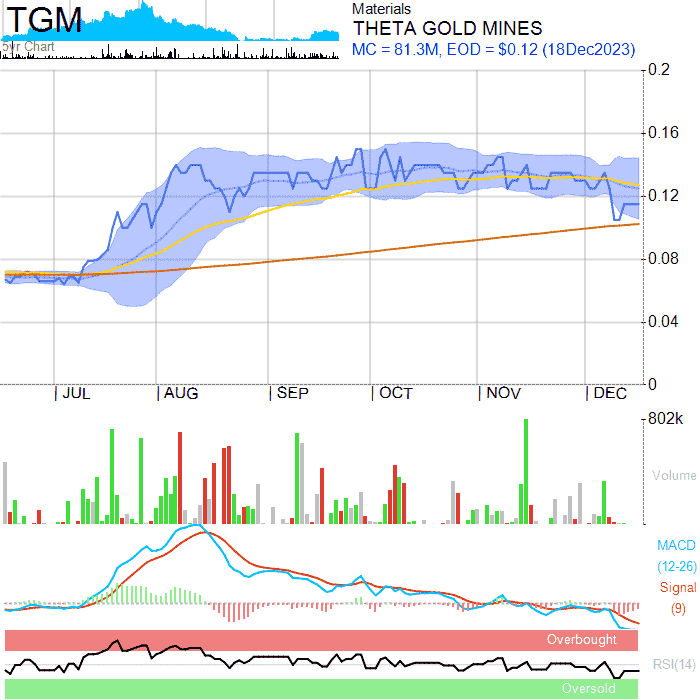 TGM
5yr Chart
Materials
THETA GOLD MINES
MC = 81.3M, EOD = $0.12 (18Dec2023)
0.2
0.16
0.12
0.08
0.04
0
JUL AUG SEP OCT NOV DEC
802k
Volume
MACD
(12-26)
Signal
(9)
Overbought
RSI(14)
Oversold